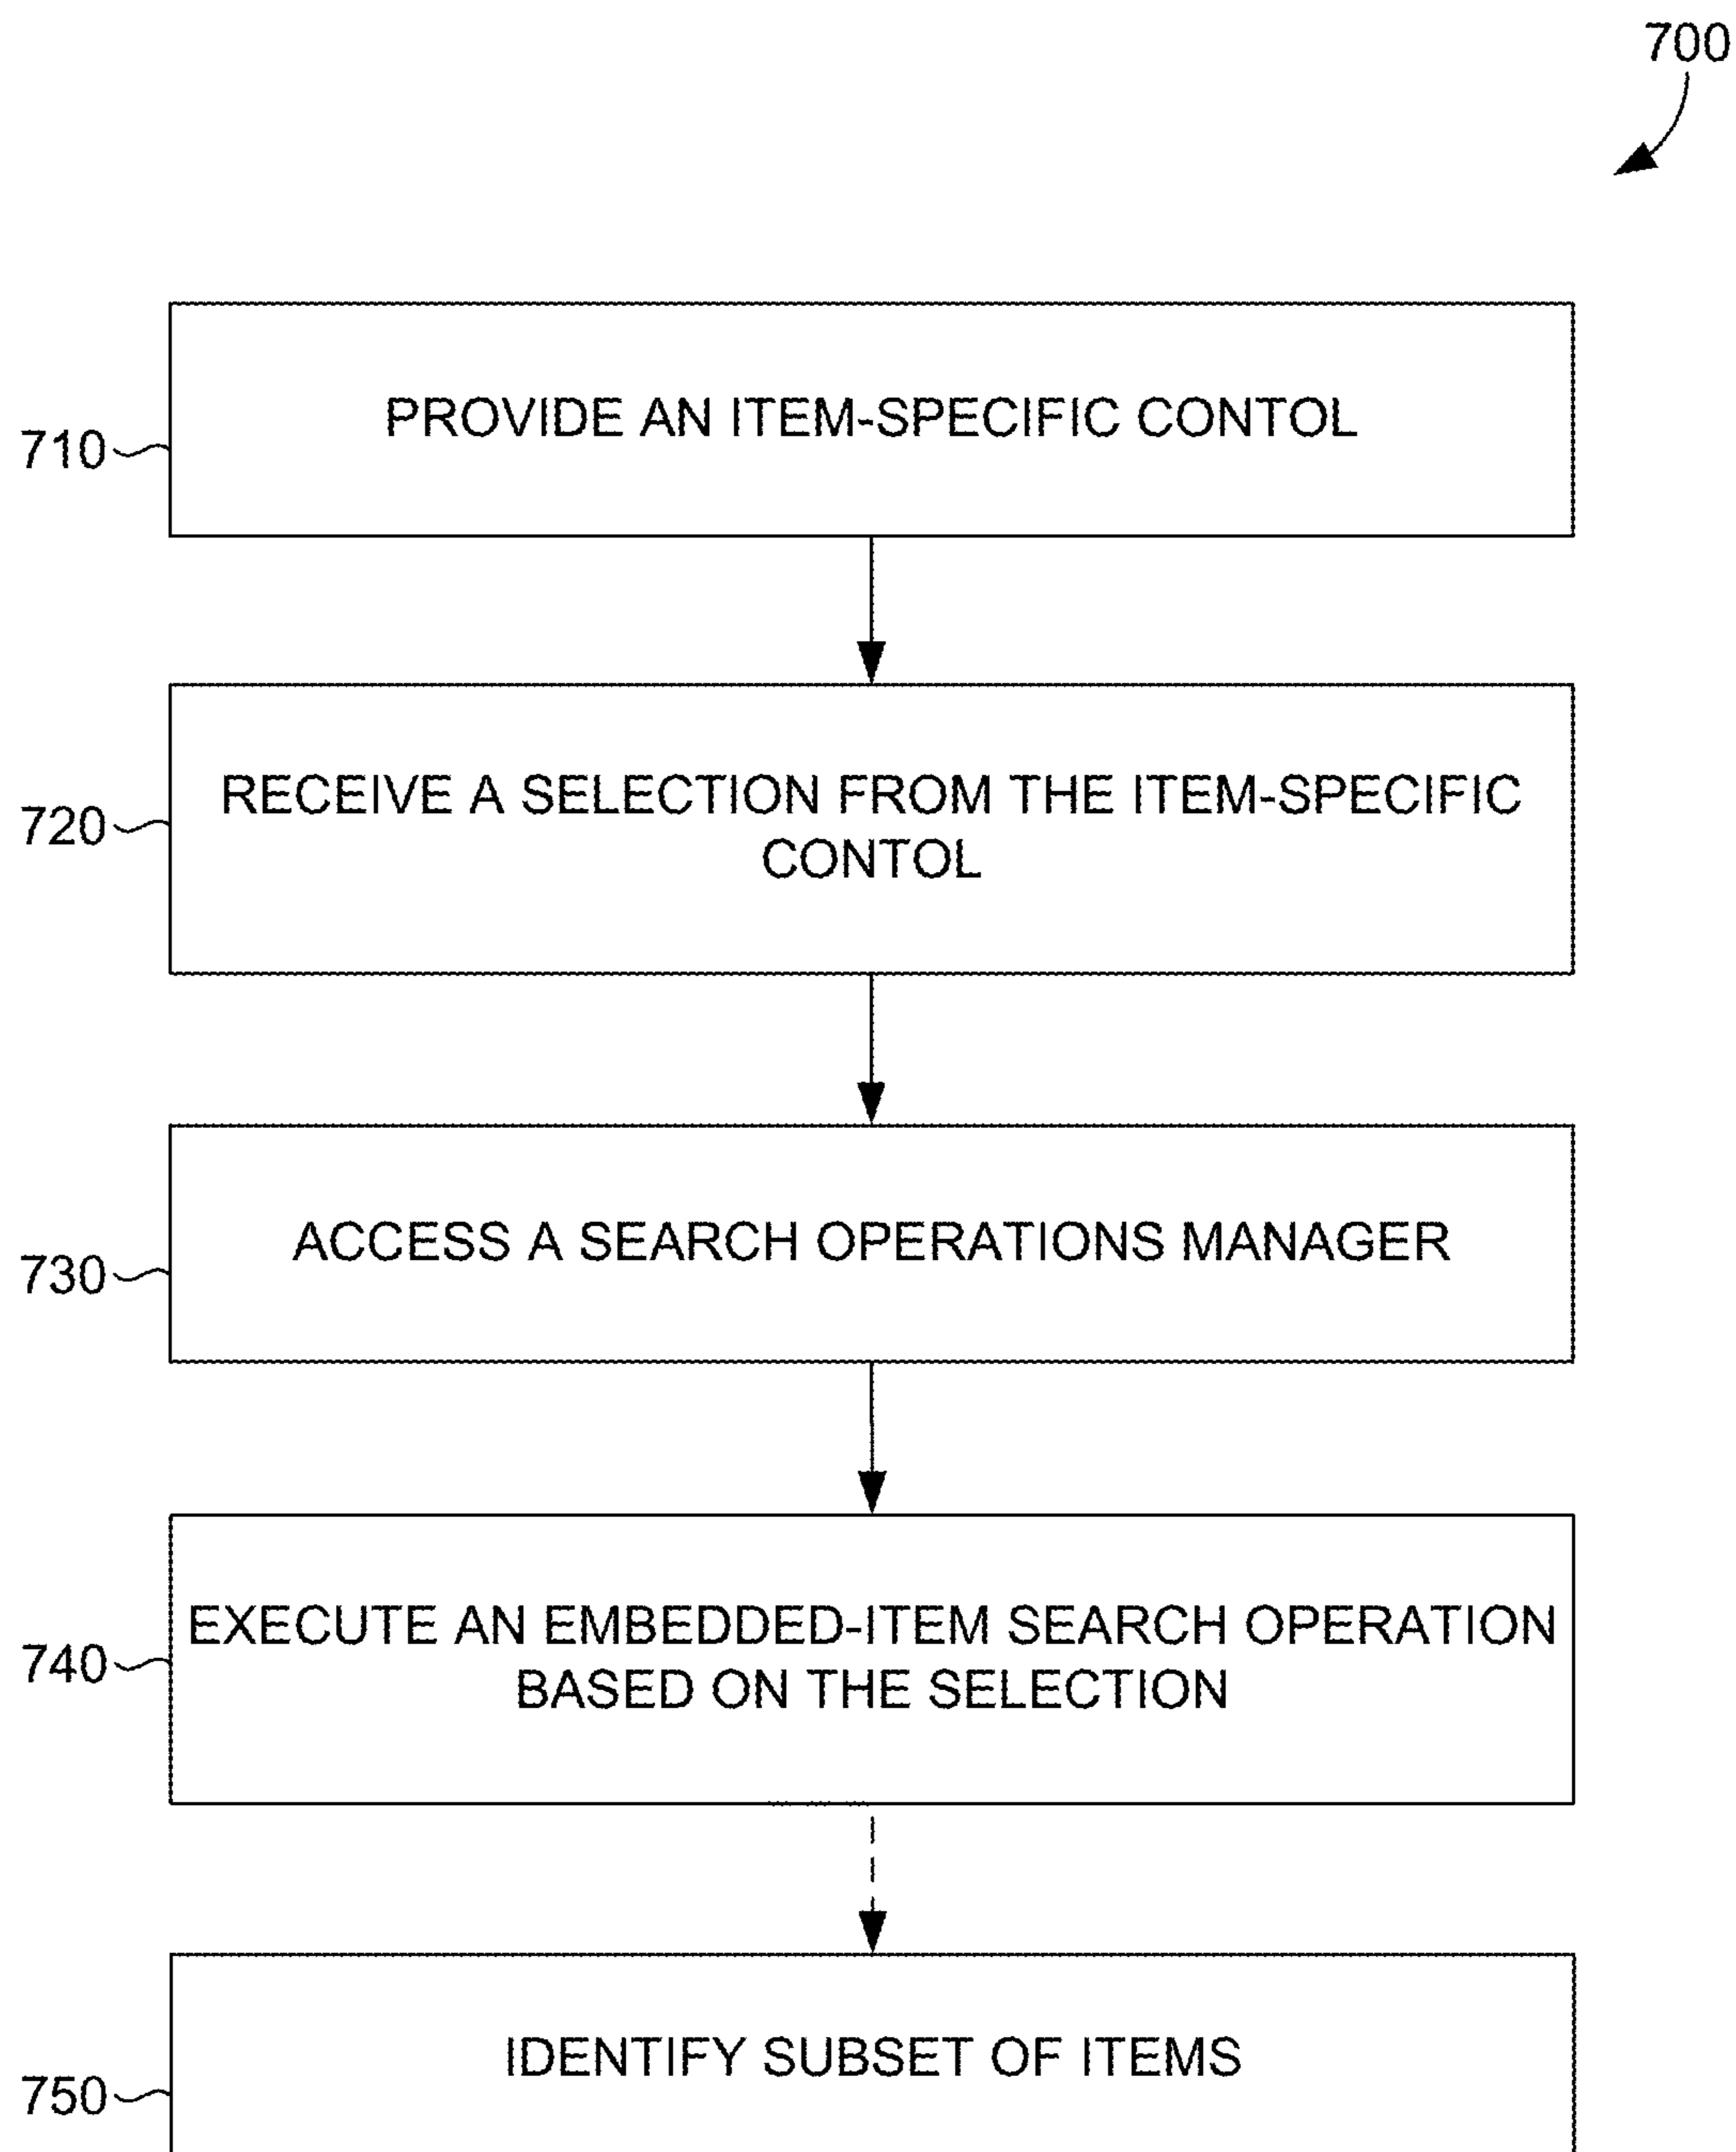 700
710
PROVIDE AN ITEM-SPECIFIC CONTOL
720
RECEIVE A SELECTION FROM THE ITEM-SPECIFIC
CONTOL
730
ACCESS A SEARCH OPERATIONS MANAGER
740
EXECUTE AN EMBEDDED-ITEM SEARCH OPERATION
BASED ON THE SELECTION
750
IDENTIFY SUBSET OF ITEMS